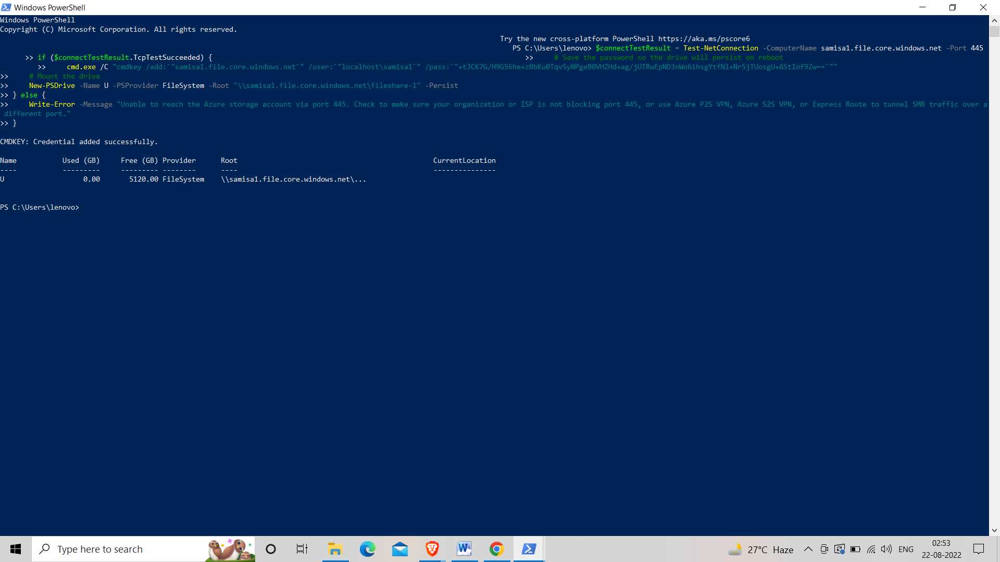 Windows PowerShell
Windows PowerShell
Copyright (C) Microsoft Corporation. All rights reserved.
Try the new cross-platform PowerShell https://aka.ms/pscore6
PS C:\Users\lenovo> $connectTestResult = Test-NetConnection -ComputerName samisa1.file.core.windows.net -Port 445
>> if ($connectTestResult.TcpTestSucceeded) {
>>     # Save the password so the drive will persist on reboot
>>     cmd.exe /C "cmdkey /add:`"samisa1.file.core.windows.net`" /user:`"localhost\samisa1`" /pass:`"+tJCK7G/H9G56he+z0bKu0TqvSyNPgeB0VHZHd+ag/jUTRwEpND3nWo6ihsgYtfNl+Nr5jTUosgU+AStIof9Zw==`""
>>     # Mount the drive
>>     New-PSDrive -Name U -PSProvider FileSystem -Root "\\samisa1.file.core.windows.net\fileshare-1" -Persist
>> } else {
>>     Write-Error -Message "Unable to reach the Azure storage account via port 445. Check to make sure your organization or ISP is not blocking port 445, or use Azure P2S VPN, Azure S2S VPN, or Express Route to tunnel SMB traffic over a
different port."
>> }
CMDKEY: Credential added successfully.
Name Used (GB) Free (GB) Provider Root CurrentLocation
---- --------- --------- -------- ---- ---------------
U 0.00 5120.00 FileSystem \\samisa1.file.core.windows.net\...
PS C:\Users\lenovo>
Type here to search
27°C Haze
ENG
02:53
22-08-2022